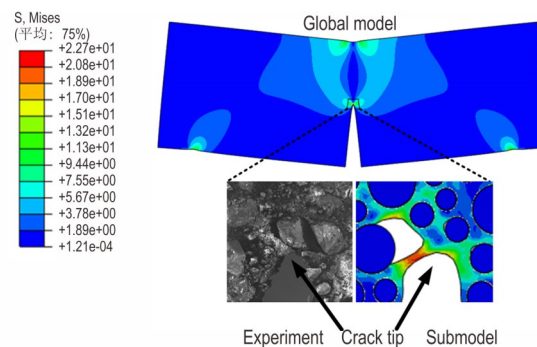 S, Mises
(平均: 75%)
+2.27e+01
+2.08e+01
+1.89e+01
+1.70e+01
+1.51e+01
+1.32e+01
+1.13e+01
+9.44e+00
+7.55e+00
+5.67e+00
+3.78e+00
+1.89e+00
+1.21e-04
Global model
Experiment Crack tip Submodel